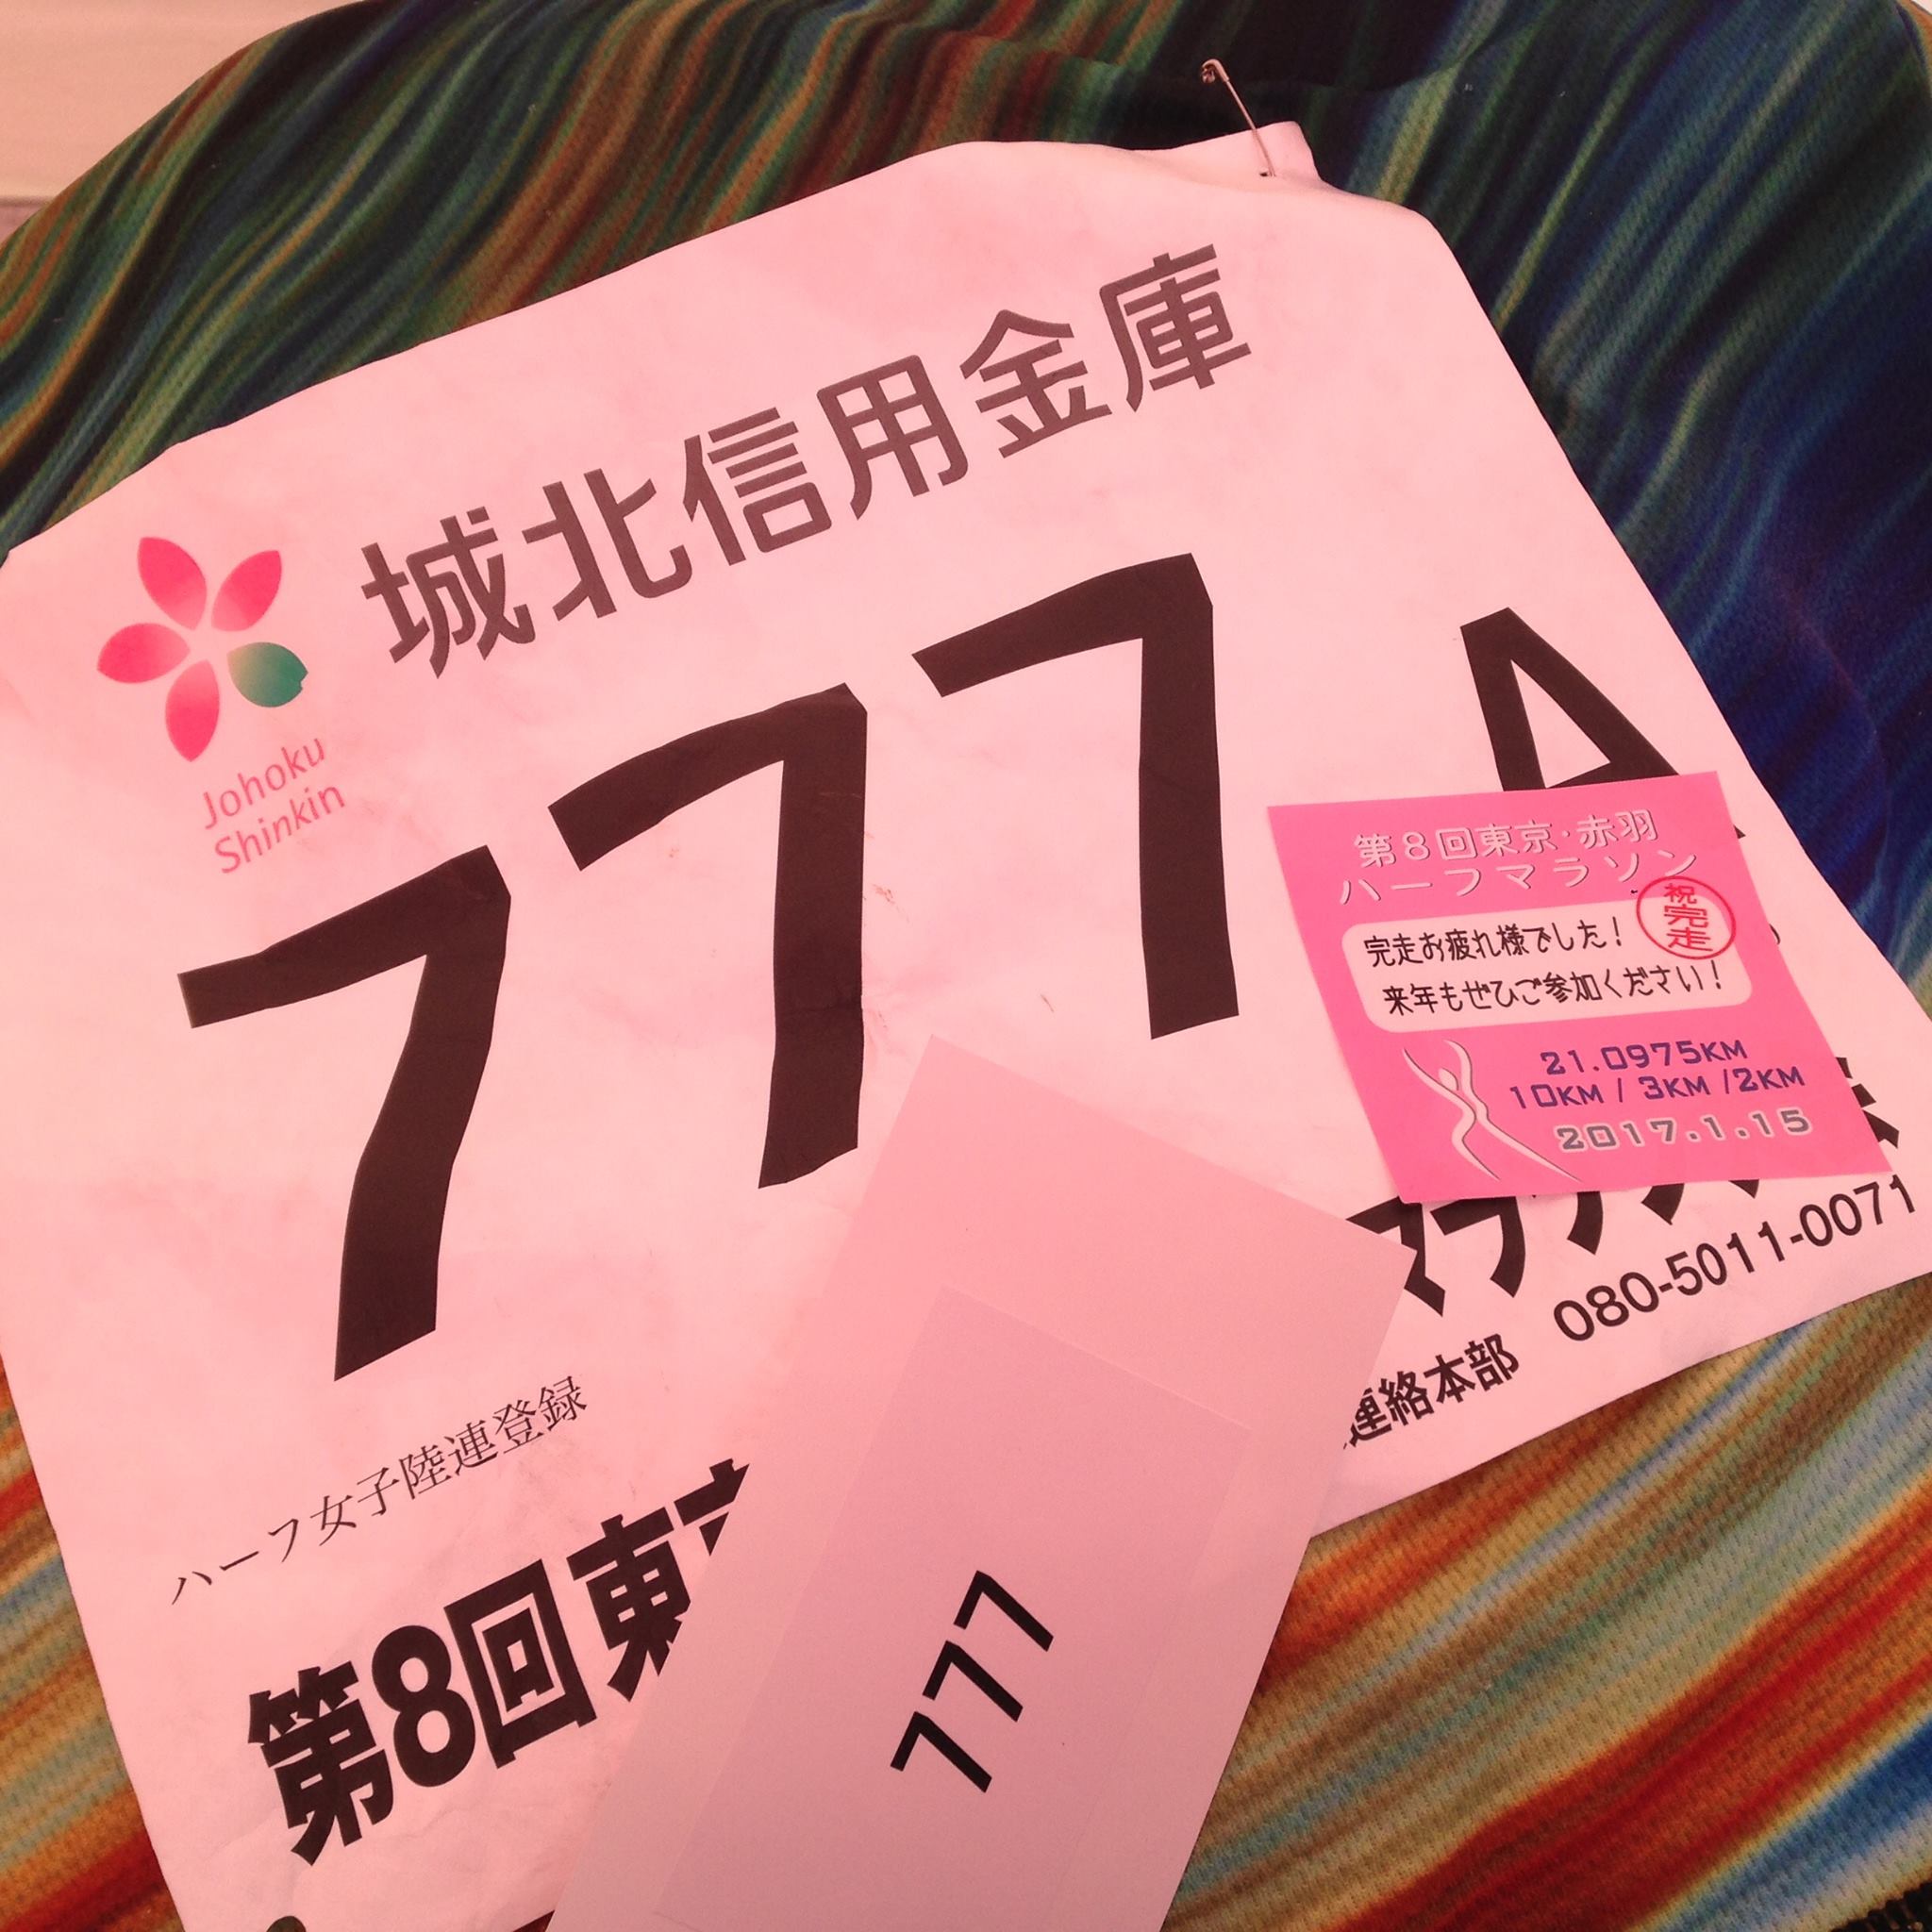 城北信用金庫
Johoku
Shinkin
777
A
第8回東京・赤羽
ハーフマラソン
祝
完
走
完走お疲れ様でした!
来年もぜひご参加ください!
21.0975KM
10KM / 3KM /2KM
2017.1.15
ハーフ女子陸連登録
第8回東京
マラソン
連絡本部 080-5011-0071
777